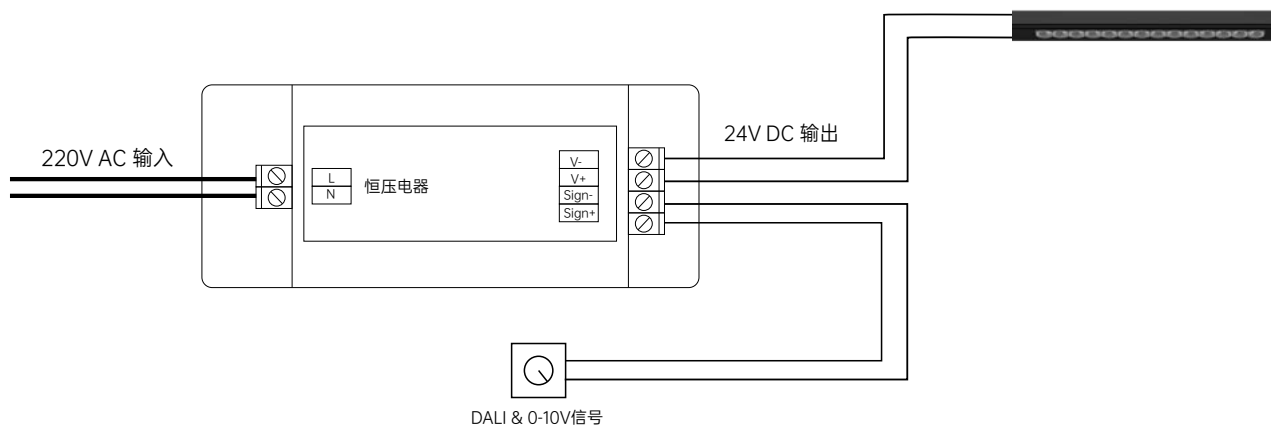 24V DC 输出
220V AC 输入
L
N
恒压电器
V-
V+
Sign-
Sign+
DALI & 0-10V信号